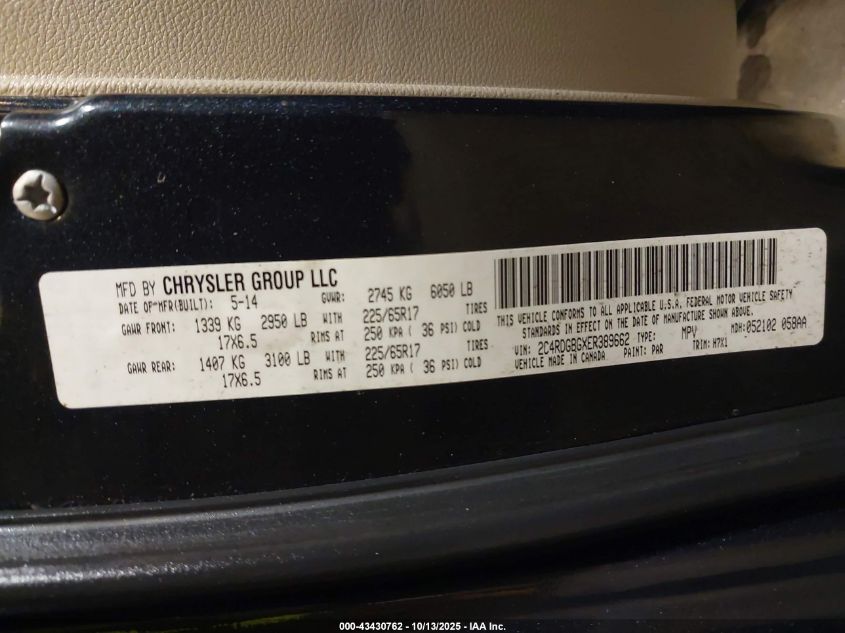 MFD BY CHRYSLER GROUP LLC
DATE OF MFR(BUILT): 5-14 GVWR: 2745 KG 6050 LB
GAWR FRONT: 1339 KG 2950 LB WITH 225/65R17 TIRES
17X6.5 RIMS AT 250 KPA ( 36 PSI) COLD
GAWR REAR: 1407 KG 3100 LB WITH 225/65R17 TIRES
17X6.5 RIMS AT 250 KPA ( 36 PSI) COLD
THIS VEHICLE CONFORMS TO ALL APPLICABLE U.S.A. FEDERAL MOTOR VEHICLE SAFETY
STANDARDS IN EFFECT ON THE DATE OF MANUFACTURE SHOWN ABOVE.
VIN: 2C4RDGBGXER389662 TYPE: MPV MDH: 052102 058AA
VEHICLE MADE IN CANADA PAINT: PAR TRIM: H7X1
000-43430762 - 10/13/2025 - IAA Inc.